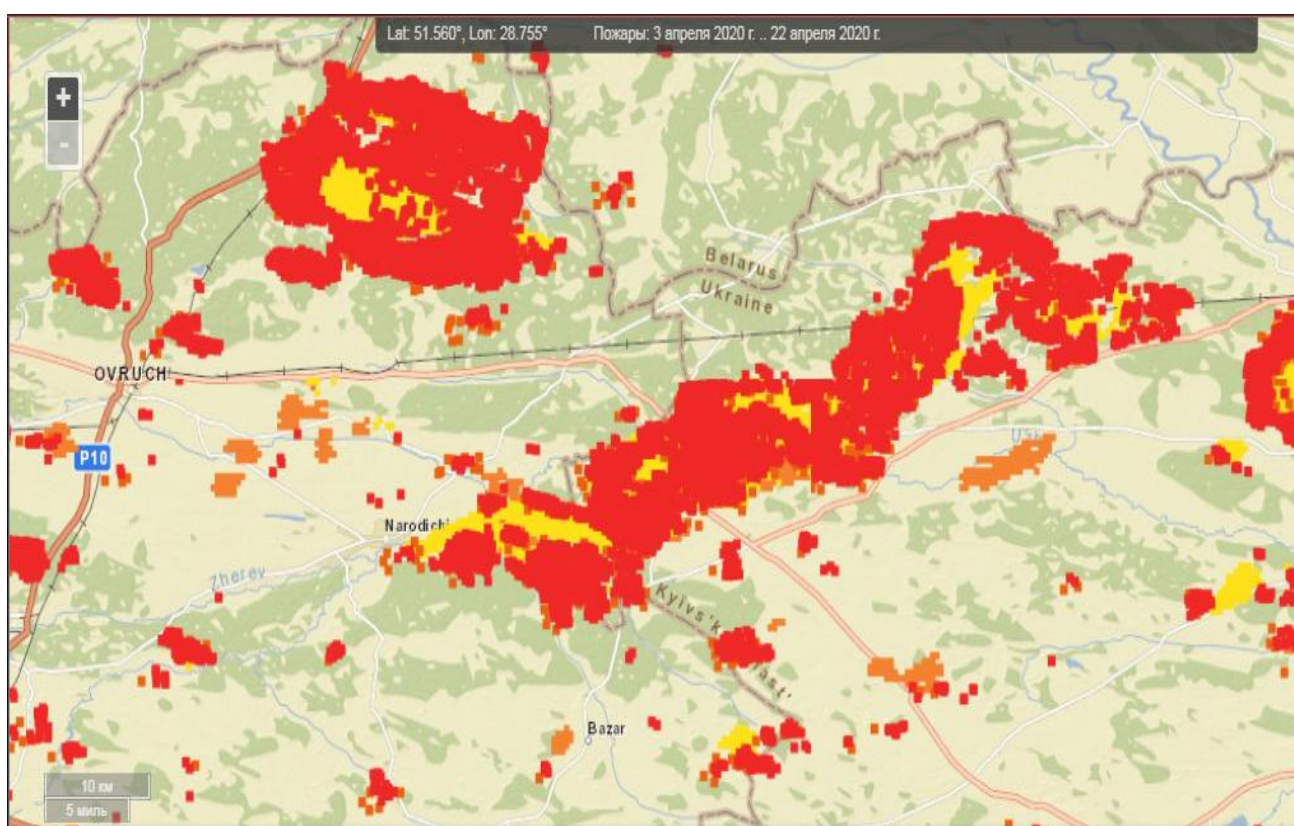 Lat: 51.560°, Lon: 28.755° Пожары: 3 апреля 2020 г. .. 22 апреля 2020 г.
+
-
Belarus
Ukraine
OVRUCH
P10
Narodichi
Zherev
Kyivs'k
Bazar
10 км
5 миль